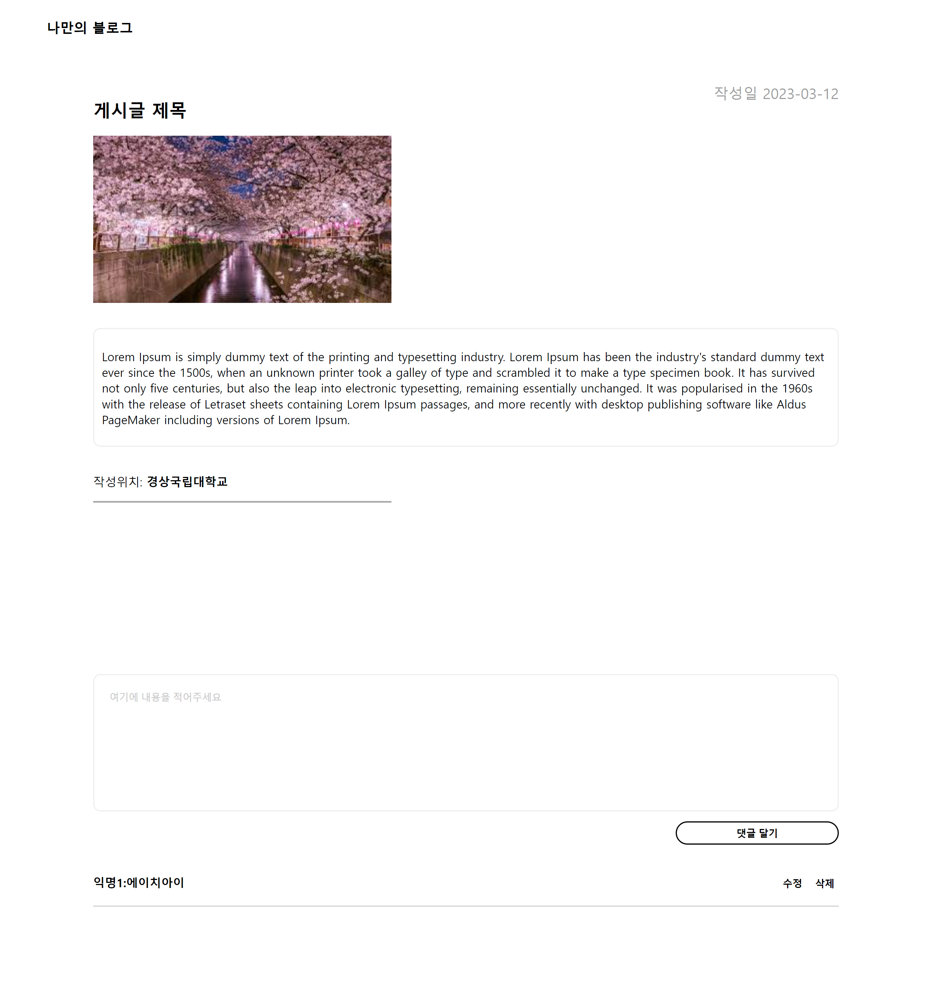 나만의 블로그
작성일 2023-03-12
게시글 제목
Lorem Ipsum is simply dummy text of the printing and typesetting industry. Lorem Ipsum has been the industry's standard dummy text
ever since the 1500s, when an unknown printer took a galley of type and scrambled it to make a type specimen book. It has survived
not only five centuries, but also the leap into electronic typesetting, remaining essentially unchanged. It was popularised in the 1960s
with the release of Letraset sheets containing Lorem Ipsum passages, and more recently with desktop publishing software like Aldus
PageMaker including versions of Lorem Ipsum.
작성위치: 경상국립대학교
여기에 내용을 적어주세요
댓글 달기
익명1:에이치아이
수정 삭제